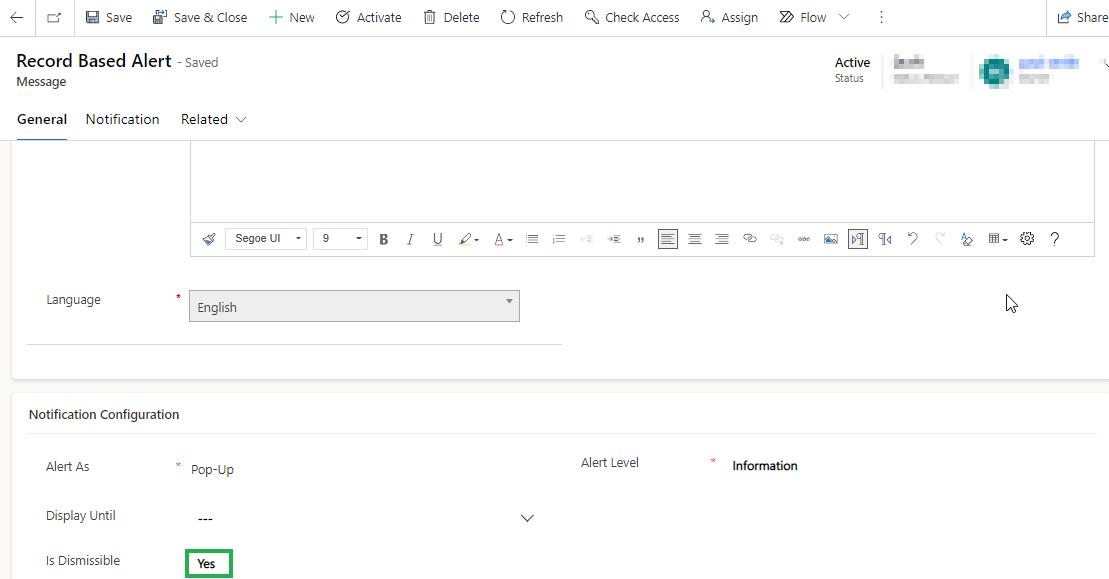 Save Save & Close New Activate Delete Refresh Check Access Assign Flow Share
Record Based Alert - Saved
Message
Active
Status
General Notification Related
Segoe UI 9 B I U A " abc ?
Language * English
Notification Configuration
Alert As * Pop-Up
Alert Level * Information
Display Until ---
Is Dismissible Yes